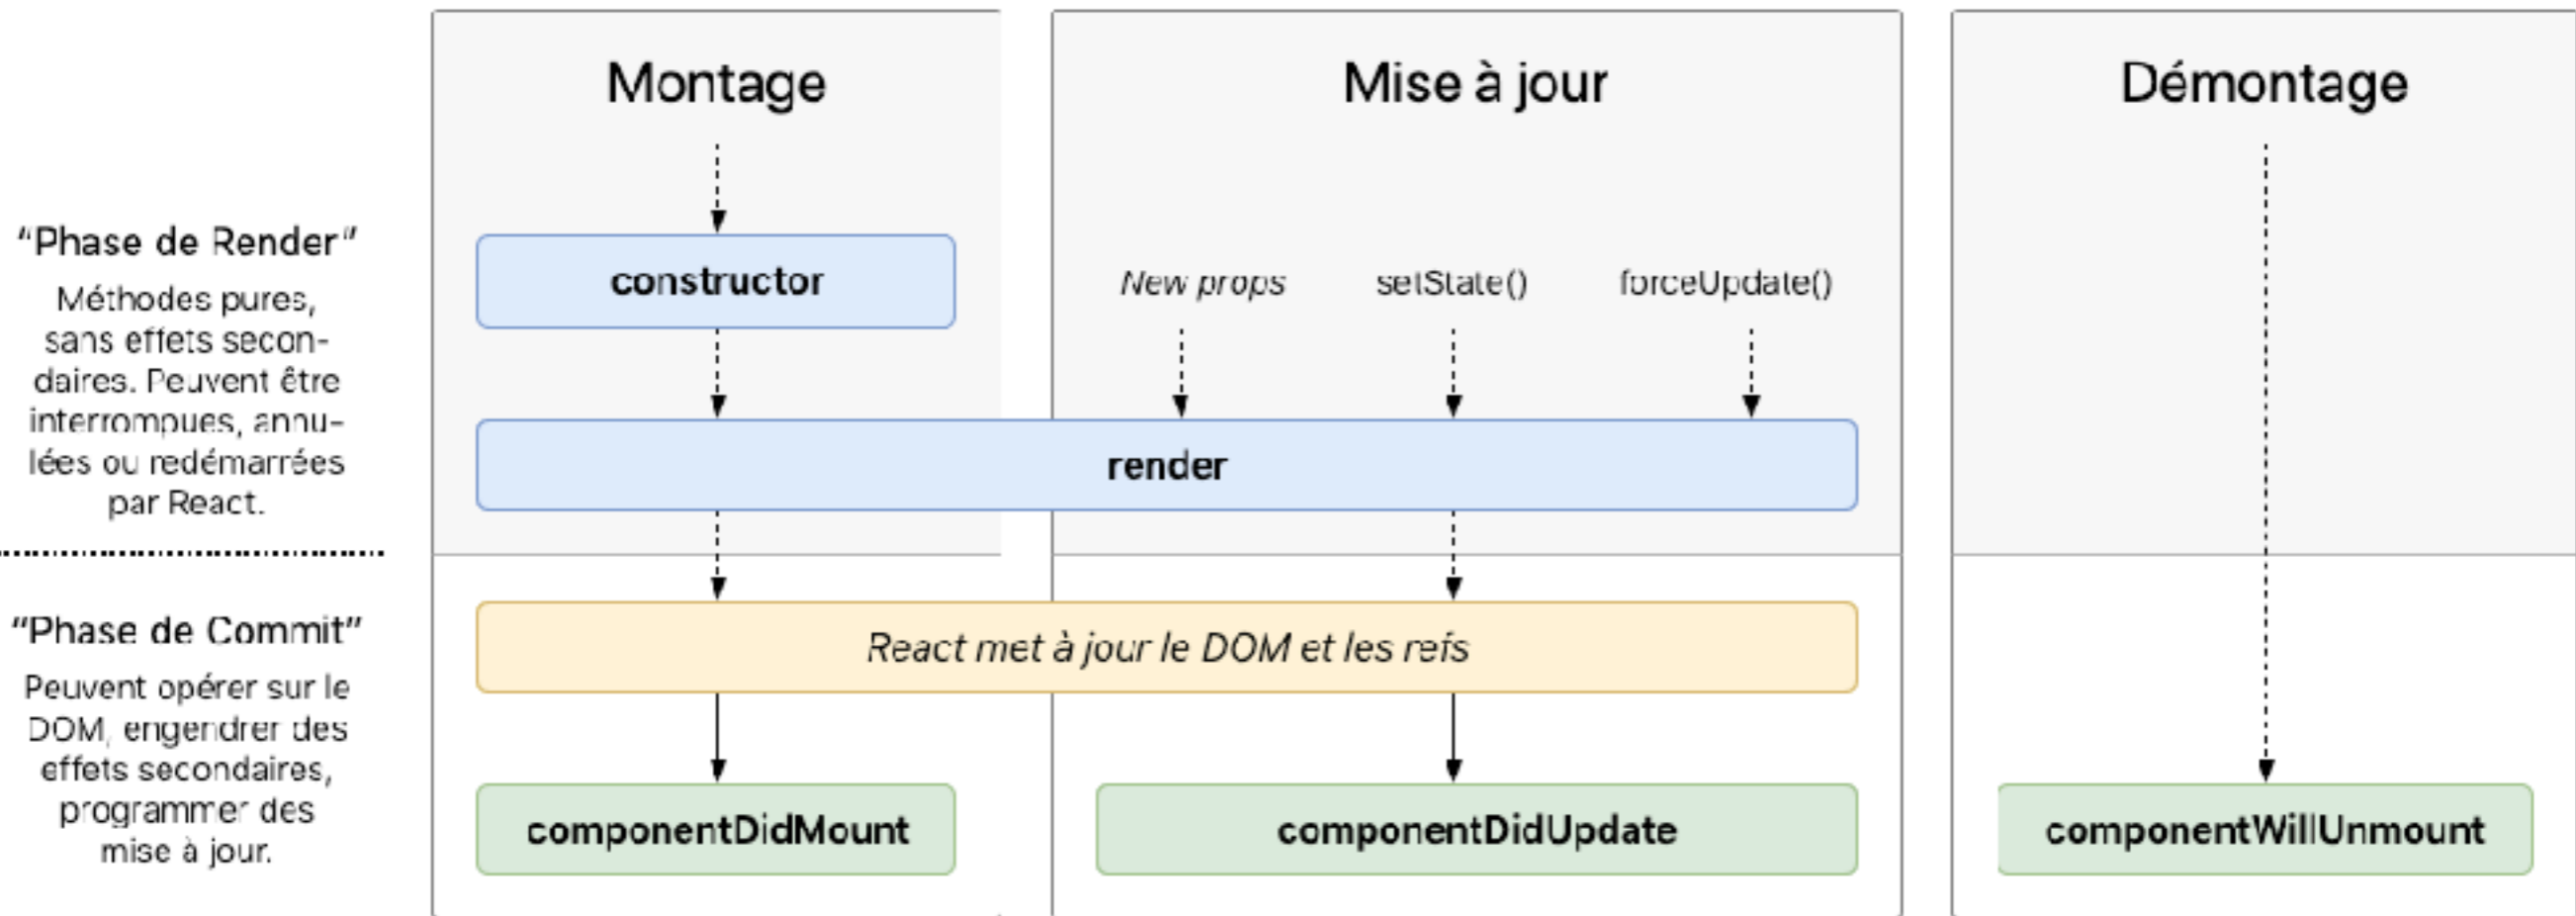 Montage
Mise à jour
Démontage
“Phase de Render”
Méthodes pures,
sans effets secon-
daires. Peuvent être
interrompues, annu-
lées ou redémarrées
par React.
constructor
New props
setState()
forceUpdate()
render
“Phase de Commit”
Peuvent opérer sur le
DOM, engendrer des
effets secondaires,
programmer des
mise à jour.
React met à jour le DOM et les refs
componentDidMount
componentDidUpdate
componentWillUnmount